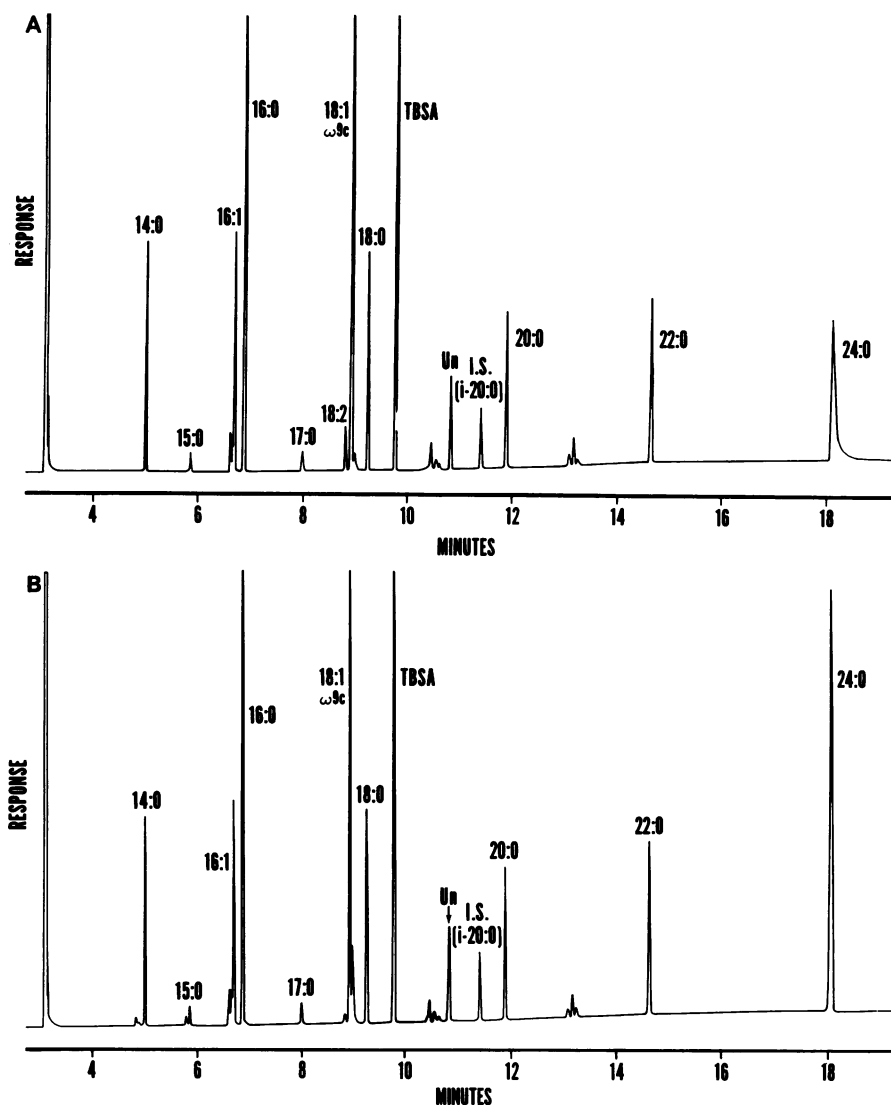 A
RESPONSE
14:0
15:0
16:1
16:0
17:0
18:2
18:1
ω9c
18:0
TBSA
Un
I.S.
(i-20:0)
20:0
22:0
24:0
4 6 8 10 12 14 16 18
MINUTES
B
RESPONSE
14:0
15:0
16:1
16:0
17:0
18:1
ω9c
18:0
TBSA
Un
I.S.
(i-20:0)
20:0
22:0
24:0
4 6 8 10 12 14 16 18
MINUTES